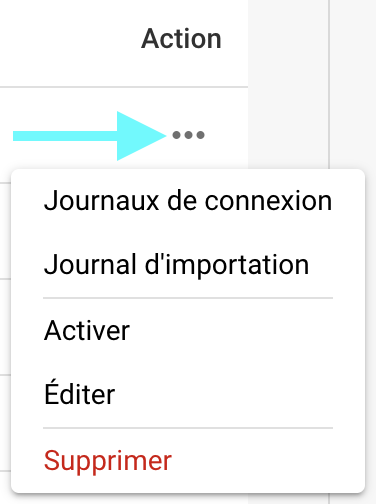 Action
Journaux de connexion
Journal d'importation
Activer
Éditer
Supprimer